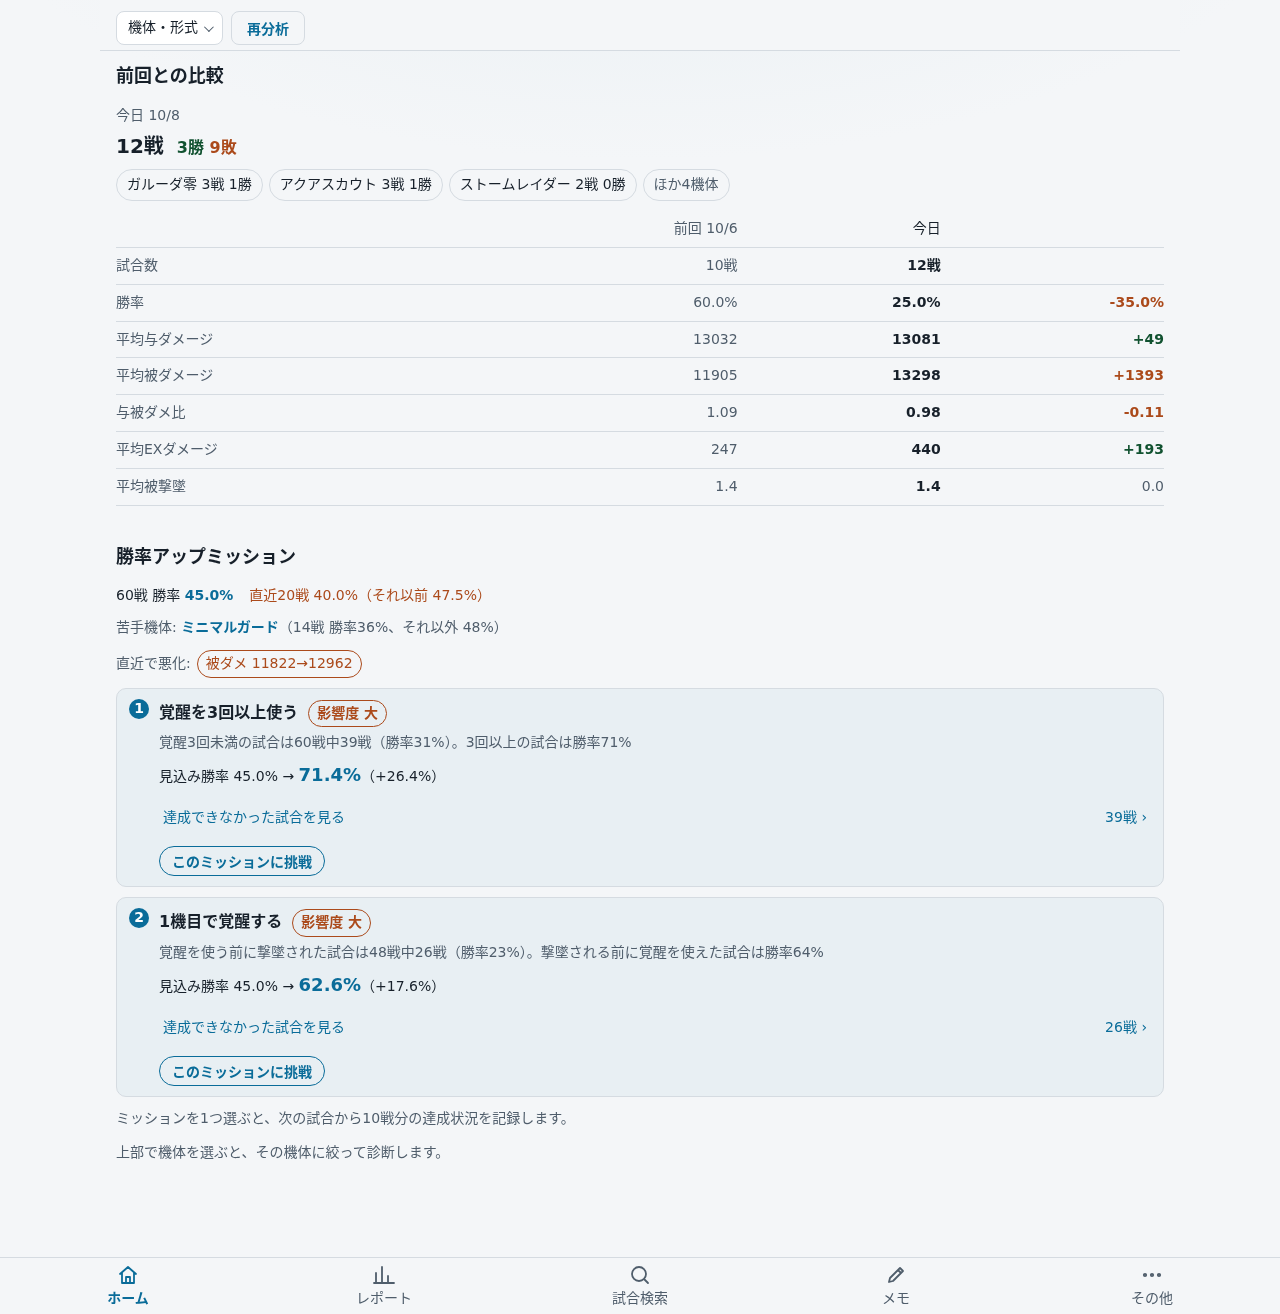 機体・形式
再分析
前回との比較
今日 10/8
12戦 3勝 9敗
ガルーダ零 3戦 1勝 アクアスカウト 3戦 1勝 ストームレイダー 2戦 0勝 ほか4機体
前回 10/6 今日
試合数 10戦 12戦
勝率 60.0% 25.0% -35.0%
平均与ダメージ 13032 13081 +49
平均被ダメージ 11905 13298 +1393
与被ダメ比 1.09 0.98 -0.11
平均EXダメージ 247 440 +193
平均被撃墜 1.4 1.4 0.0
勝率アップミッション
60戦 勝率 45.0% 直近20戦 40.0%（それ以前 47.5%）
苦手機体: ミニマルガード（14戦 勝率36%、それ以外 48%）
直近で悪化: 被ダメ 11822→12962
1 覚醒を3回以上使う 影響度 大
覚醒3回未満の試合は60戦中39戦（勝率31%）。3回以上の試合は勝率71%
見込み勝率 45.0% → 71.4%（+26.4%）
達成できなかった試合を見る 39戦 ›
このミッションに挑戦
2 1機目で覚醒する 影響度 大
覚醒を使う前に撃墜された試合は48戦中26戦（勝率23%）。撃墜される前に覚醒を使えた試合は勝率64%
見込み勝率 45.0% → 62.6%（+17.6%）
達成できなかった試合を見る 26戦 ›
このミッションに挑戦
ミッションを1つ選ぶと、次の試合から10戦分の達成状況を記録します。
上部で機体を選ぶと、その機体に絞って診断します。
ホーム レポート 試合検索 メモ その他